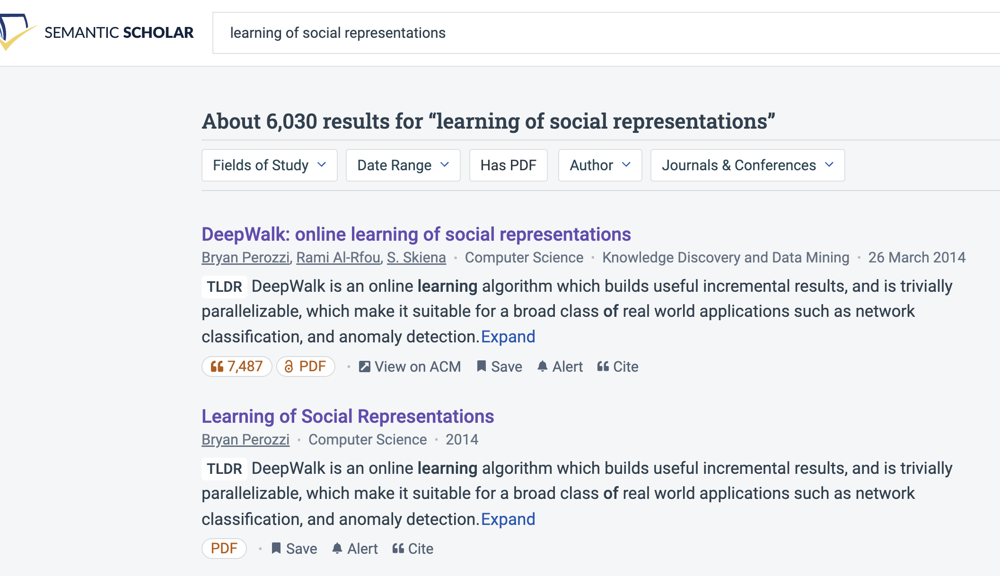 SEMANTIC SCHOLAR
learning of social representations
About 6,030 results for “learning of social representations”
Fields of Study
Date Range
Has PDF
Author
Journals & Conferences
DeepWalk: online learning of social representations
Bryan Perozzi, Rami Al-Rfou, S. Skiena · Computer Science · Knowledge Discovery and Data Mining · 26 March 2014
TLDR DeepWalk is an online learning algorithm which builds useful incremental results, and is trivially
parallelizable, which make it suitable for a broad class of real world applications such as network
classification, and anomaly detection. Expand
7,487 PDF · View on ACM Save Alert Cite
Learning of Social Representations
Bryan Perozzi · Computer Science · 2014
TLDR DeepWalk is an online learning algorithm which builds useful incremental results, and is trivially
parallelizable, which make it suitable for a broad class of real world applications such as network
classification, and anomaly detection. Expand
PDF · Save Alert Cite